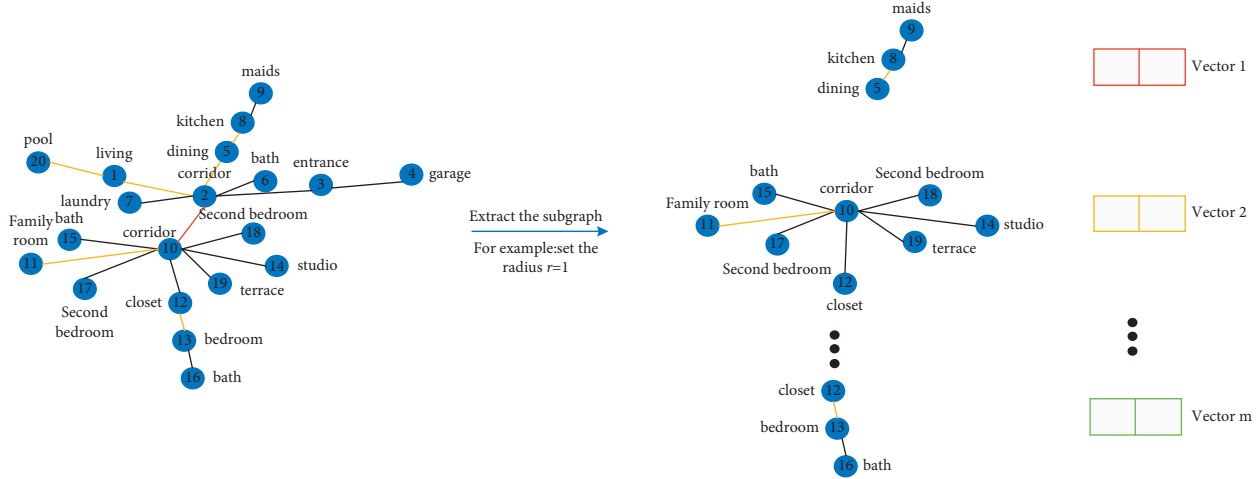 maids
9
kitchen
8
pool
20
living
1
dining
5
bath
6
corridor
2
entrance
3
4
garage
laundry
7
Family
room
bath
15
11
corridor
10
Second bedroom
18
14
studio
17
Second
bedroom
19
terrace
closet
12
13
bedroom
16
bath
Extract the subgraph
For example:set the
radius r=1
maids
9
kitchen
8
dining
5
bath
15
corridor
10
Second bedroom
18
Family room
11
14
studio
17
Second bedroom
19
terrace
12
closet
closet
12
bedroom
13
16
bath
Vector 1
Vector 2
Vector m